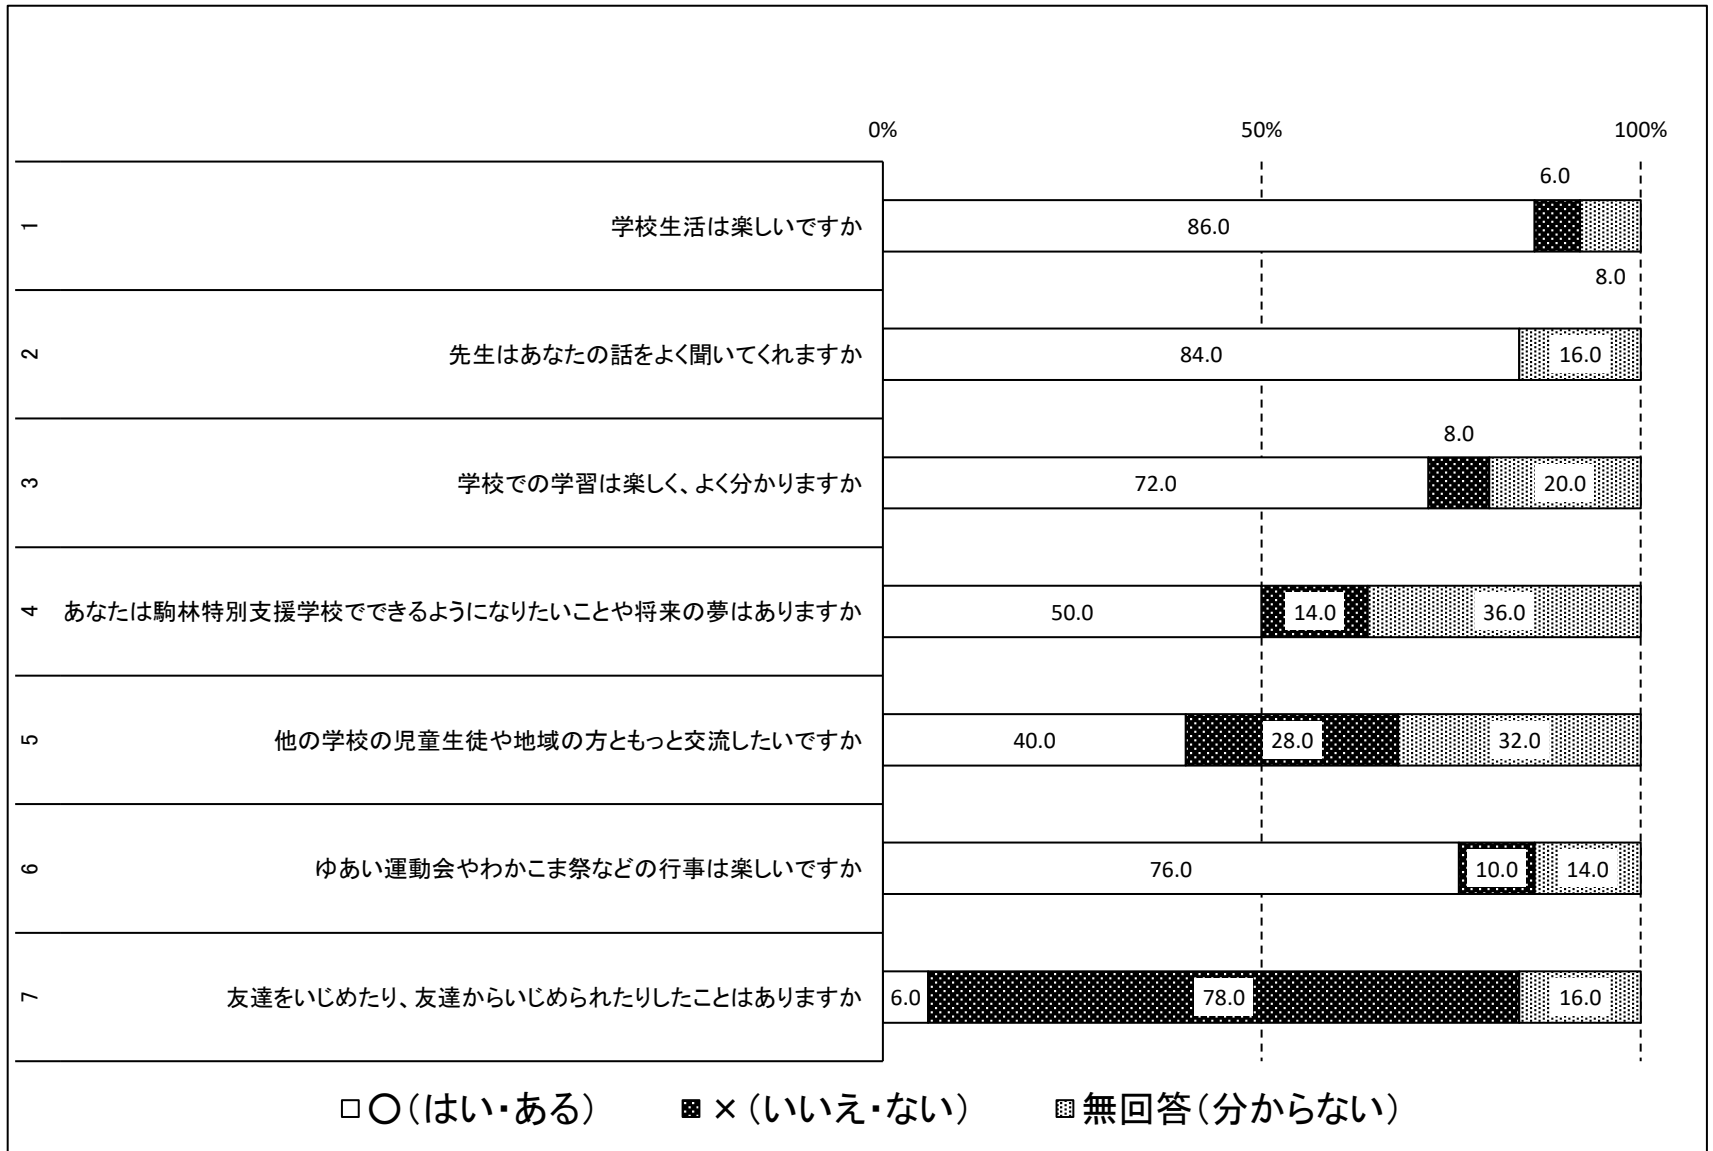 0% 50% 100%
6.0
1 学校生活は楽しいですか 86.0
8.0
2 先生はあなたの話をよく聞いてくれますか 84.0 16.0
8.0
3 学校での学習は楽しく、よく分かりますか 72.0 20.0
4 あなたは駒林特別支援学校でできるようになりたいことや将来の夢はありますか 50.0 14.0 36.0
5 他の学校の児童生徒や地域の方ともっと交流したいですか 40.0 28.0 32.0
6 ゆあい運動会やわかこま祭などの行事は楽しいですか 76.0 10.0 14.0
7 友達をいじめたり、友達からいじめられたりしたことはありますか 6.0 78.0 16.0
〇(はい・ある) ×(いいえ・ない) 無回答(分からない)